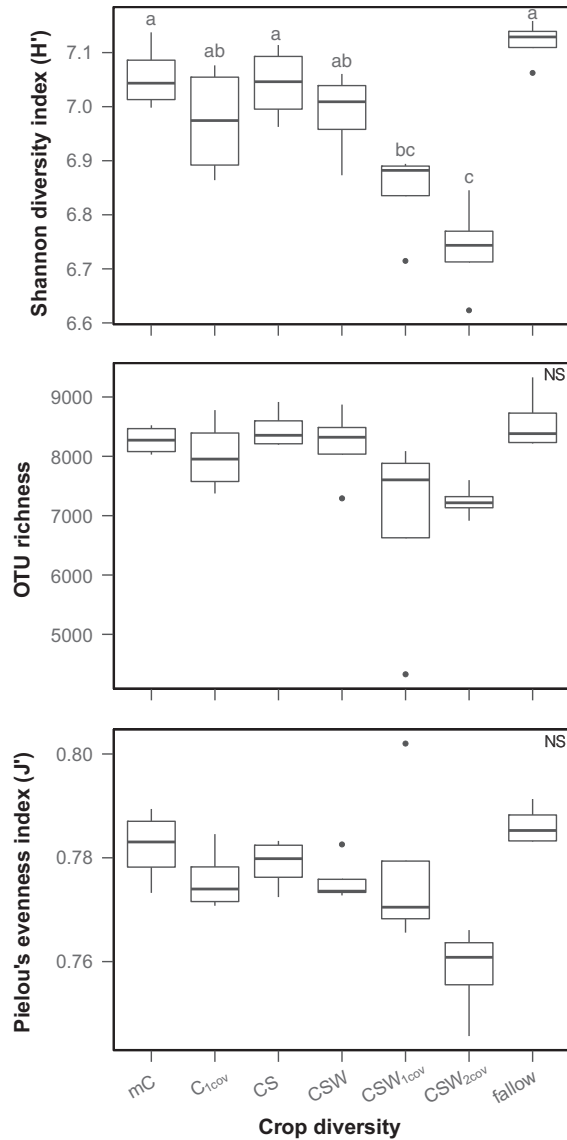 Shannon diversity index (H')
7.1
7.0
6.9
6.8
6.7
6.6
a
ab
a
ab
bc
c
a
OTU richness
9000
8000
7000
6000
5000
NS
Pielou's evenness index (J')
0.80
0.78
0.76
NS
mC
C1cov
CS
CSW
CSW1cov
CSW2cov
fallow
Crop diversity